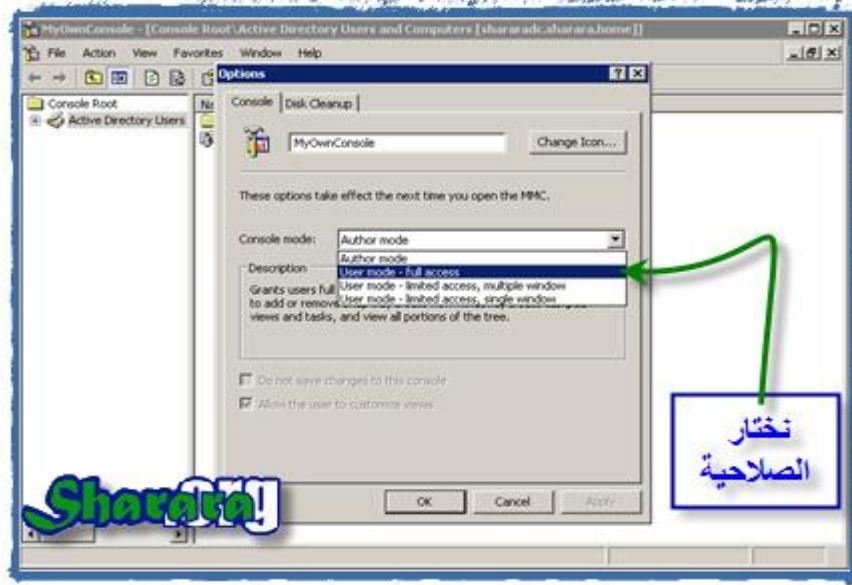 MyOwnConsole - [Console Root\Active Directory Users and Computers [shararadc.sharara.home]]
File Action View Favorites Window Help
Options
Console Root
Active Directory Users
Na
Console
Disk Cleanup
MyOwnConsole
Change Icon...
These options take effect the next time you open the MMC.
Console mode:
Author mode
Author mode
User mode - full access
User mode - limited access, multiple window
User mode - limited access, single window
Description
Grants users full
to add or remove
views and tasks, and view all portions of the tree.
Do not save changes to this console
Allow the user to customize views
OK
Cancel
Apply
نختار
الصلاحية
Sharara.org